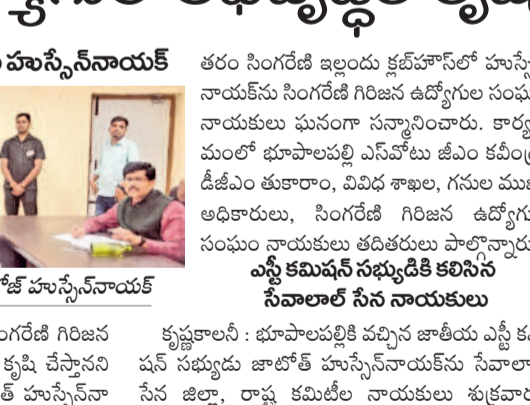 హుస్సేన్‌నాయక్
హుస్సేన్‌నాయక్
ంగరేణి గిరిజన
కృషి చేస్తానని
త్ హుస్సేన్‌నా
తరం సింగరేణి ఇల్లందు క్లబ్‌హౌస్‌లో హుస్సే
నాయక్‌ను సింగరేణి గిరిజన ఉద్యోగుల సంఘ
నాయకులు ఘనంగా సన్మానించారు. కార్య
మంలో భూపాలపల్లి ఎస్‌వోటు జీఎం కవీంద్ర
డీజీఎం తుకారాం, వివిధ శాఖల, గనుల ముఖ
అధికారులు, సింగరేణి గిరిజన ఉద్యోగు
సంఘం నాయకులు తదితరులు పాల్గొన్నారు
ఎస్టీ కమిషన్ సభ్యుడికి కలిసిన
సేవాలాల్ సేన నాయకులు
కృష్ణకాలనీ : భూపాలపల్లికి వచ్చిన జాతీయ ఎస్టీ కమి
షన్ సభ్యుడు జాటోత్ హుస్సేన్‌నాయక్‌ను సేవాలా
సేన జిల్లా, రాష్ట్ర కమిటీల నాయకులు శుక్రవార